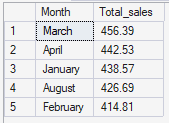 Month Total_sales
1 March 456.39
2 April 442.53
3 January 438.57
4 August 426.69
5 February 414.81